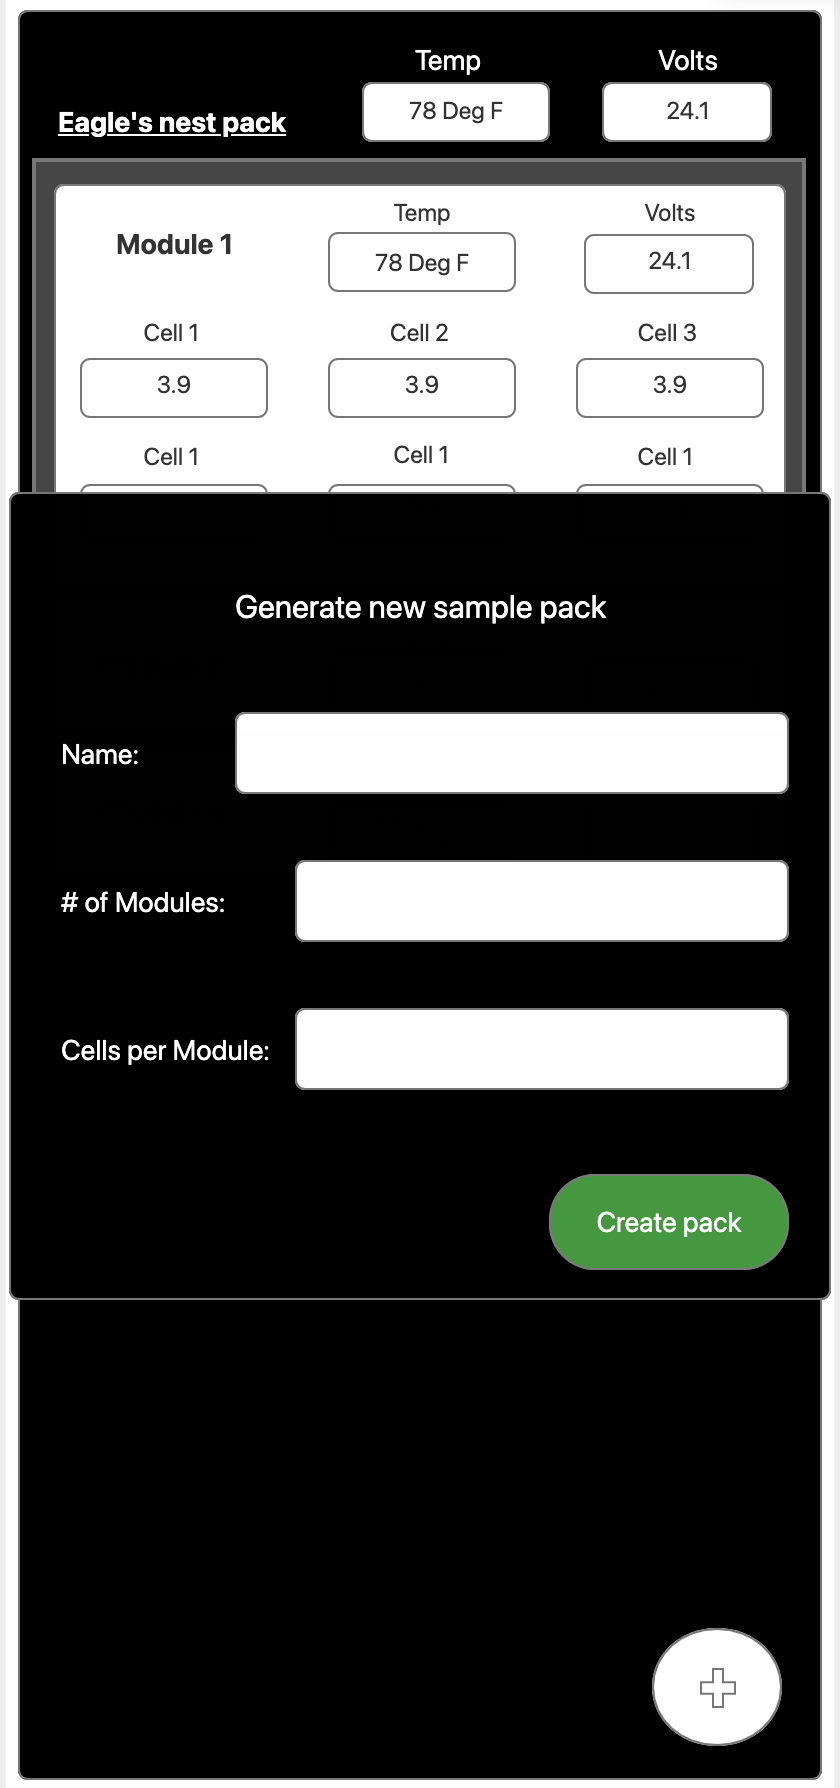 Temp Volts
Eagle's nest pack 78 Deg F 24.1
Temp Volts
Module 1 78 Deg F 24.1
Cell 1 Cell 2 Cell 3
3.9 3.9 3.9
Cell 1 Cell 1 Cell 1
Generate new sample pack
Name:
# of Modules:
Cells per Module:
Create pack